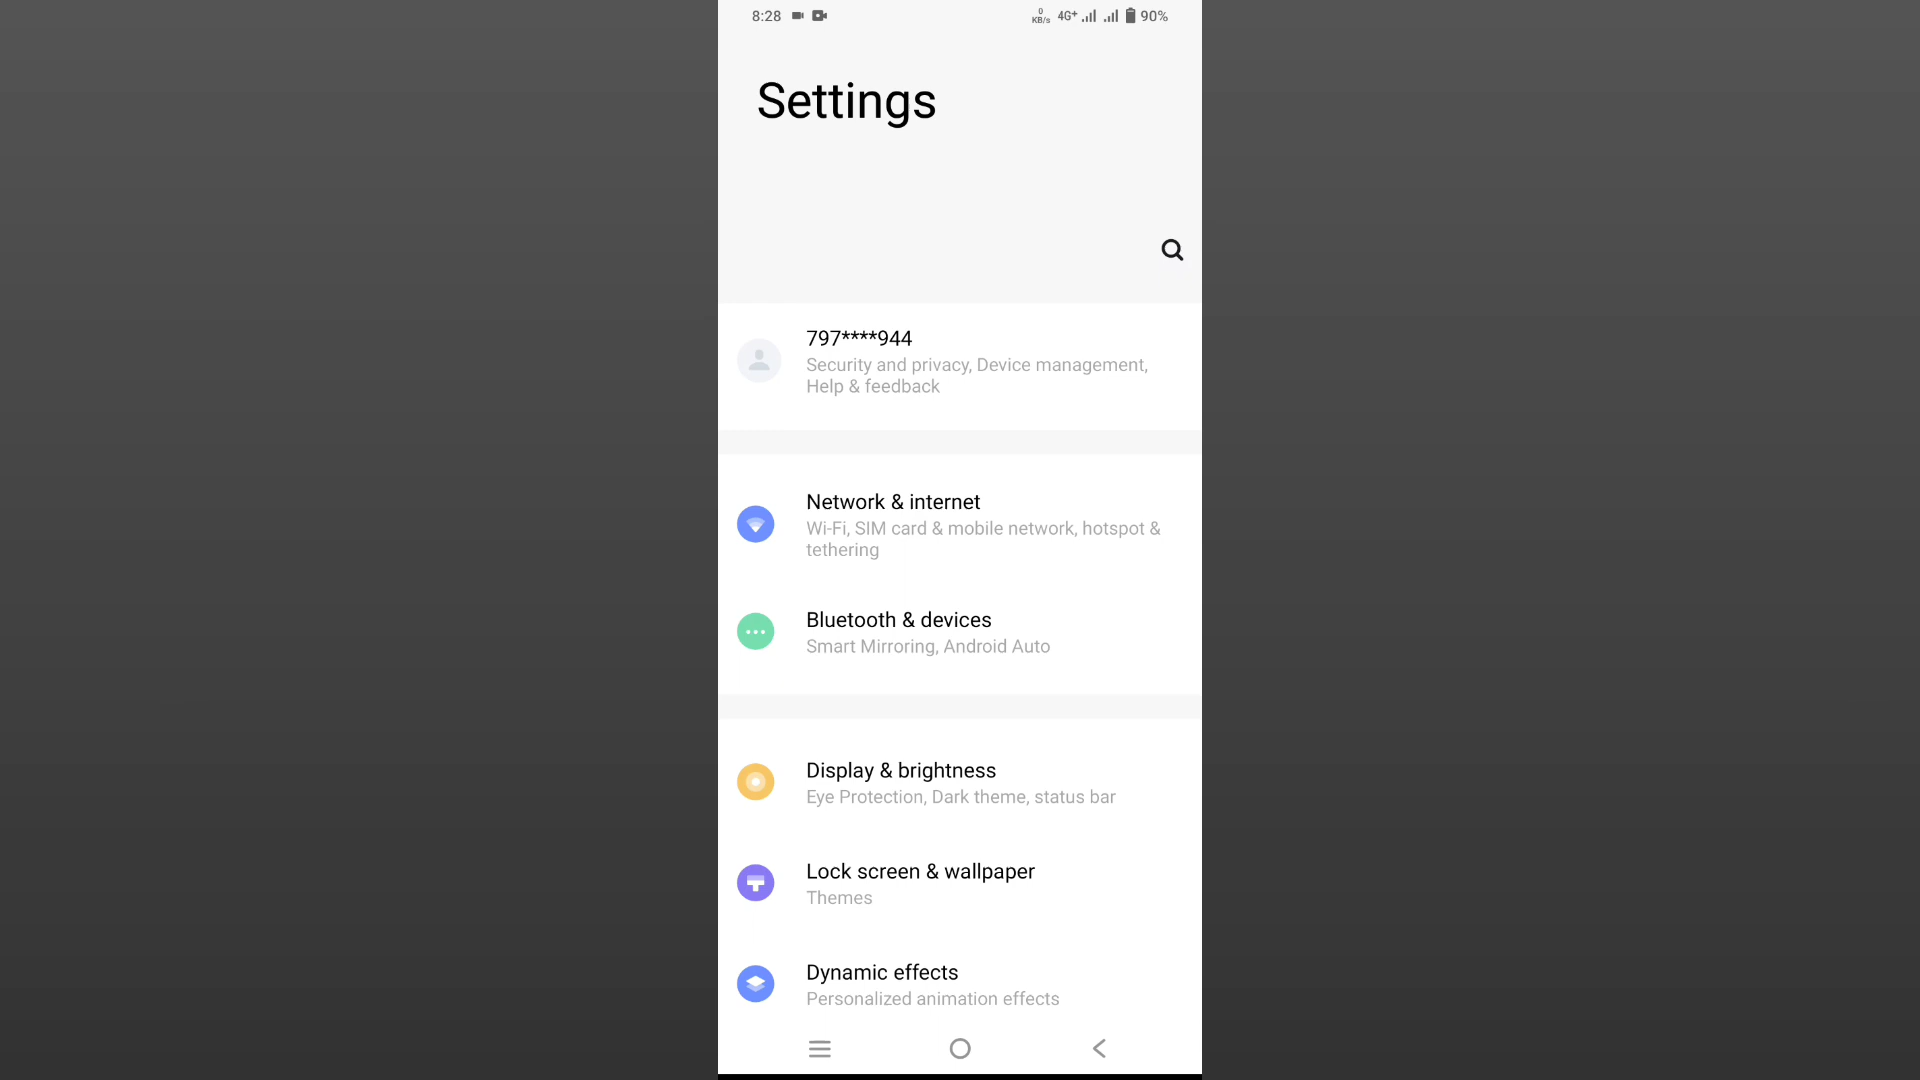 8:28
0
KB/s
4G+
90%
Settings
797****944
Security and privacy, Device management,
Help & feedback
Network & internet
Wi-Fi, SIM card & mobile network, hotspot &
tethering
Bluetooth & devices
Smart Mirroring, Android Auto
Display & brightness
Eye Protection, Dark theme, status bar
Lock screen & wallpaper
Themes
Dynamic effects
Personalized animation effects